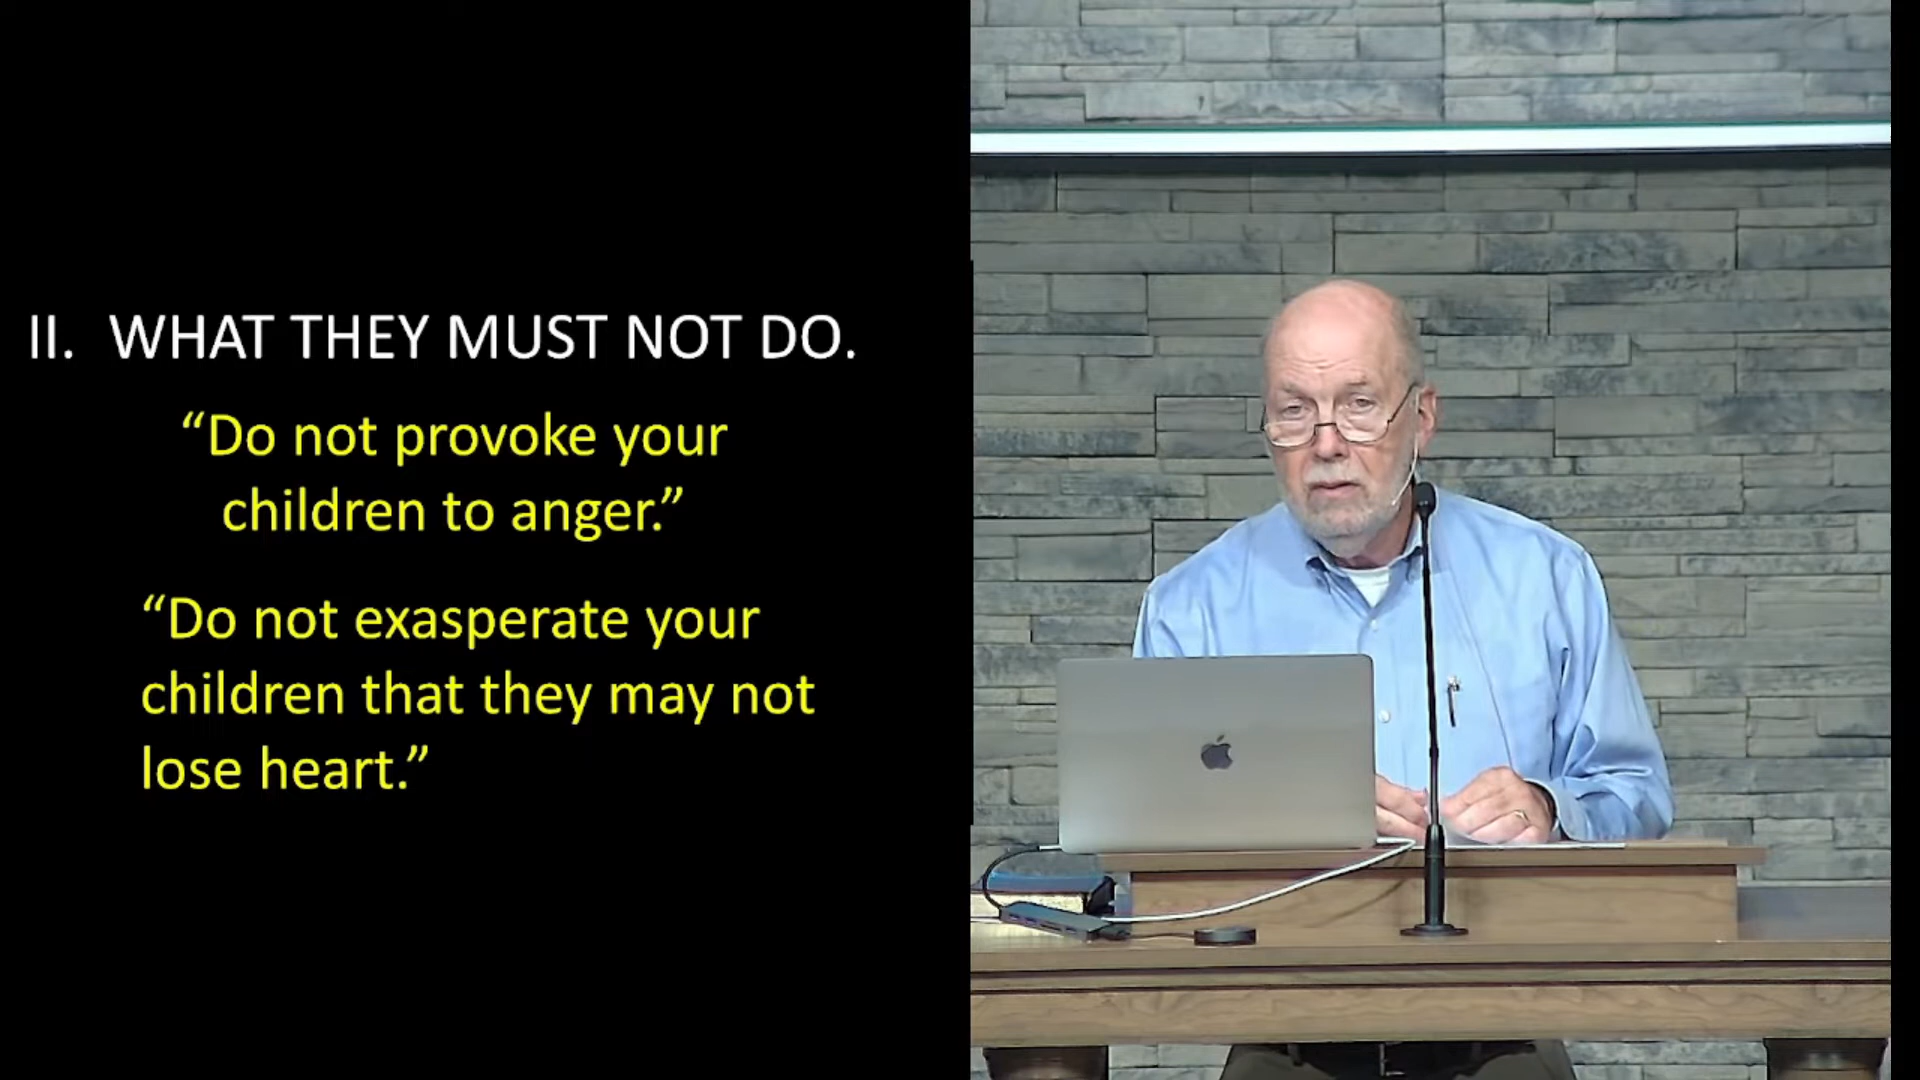 II. WHAT THEY MUST NOT DO.
“Do not provoke your
children to anger.”
“Do not exasperate your
children that they may not
lose heart.”